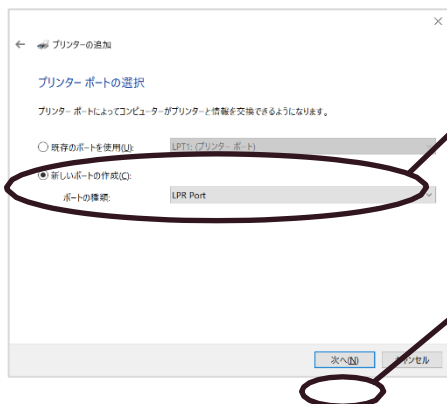 プリンターの追加
プリンター ポートの選択
プリンター ポートによってコンピューターがプリンターと情報を交換できるようになります。
既存のポートを使用(U): LPT1: (プリンター ポート)
新しいポートの作成(C):
ポートの種類: LPR Port
次へ(N) キャンセル